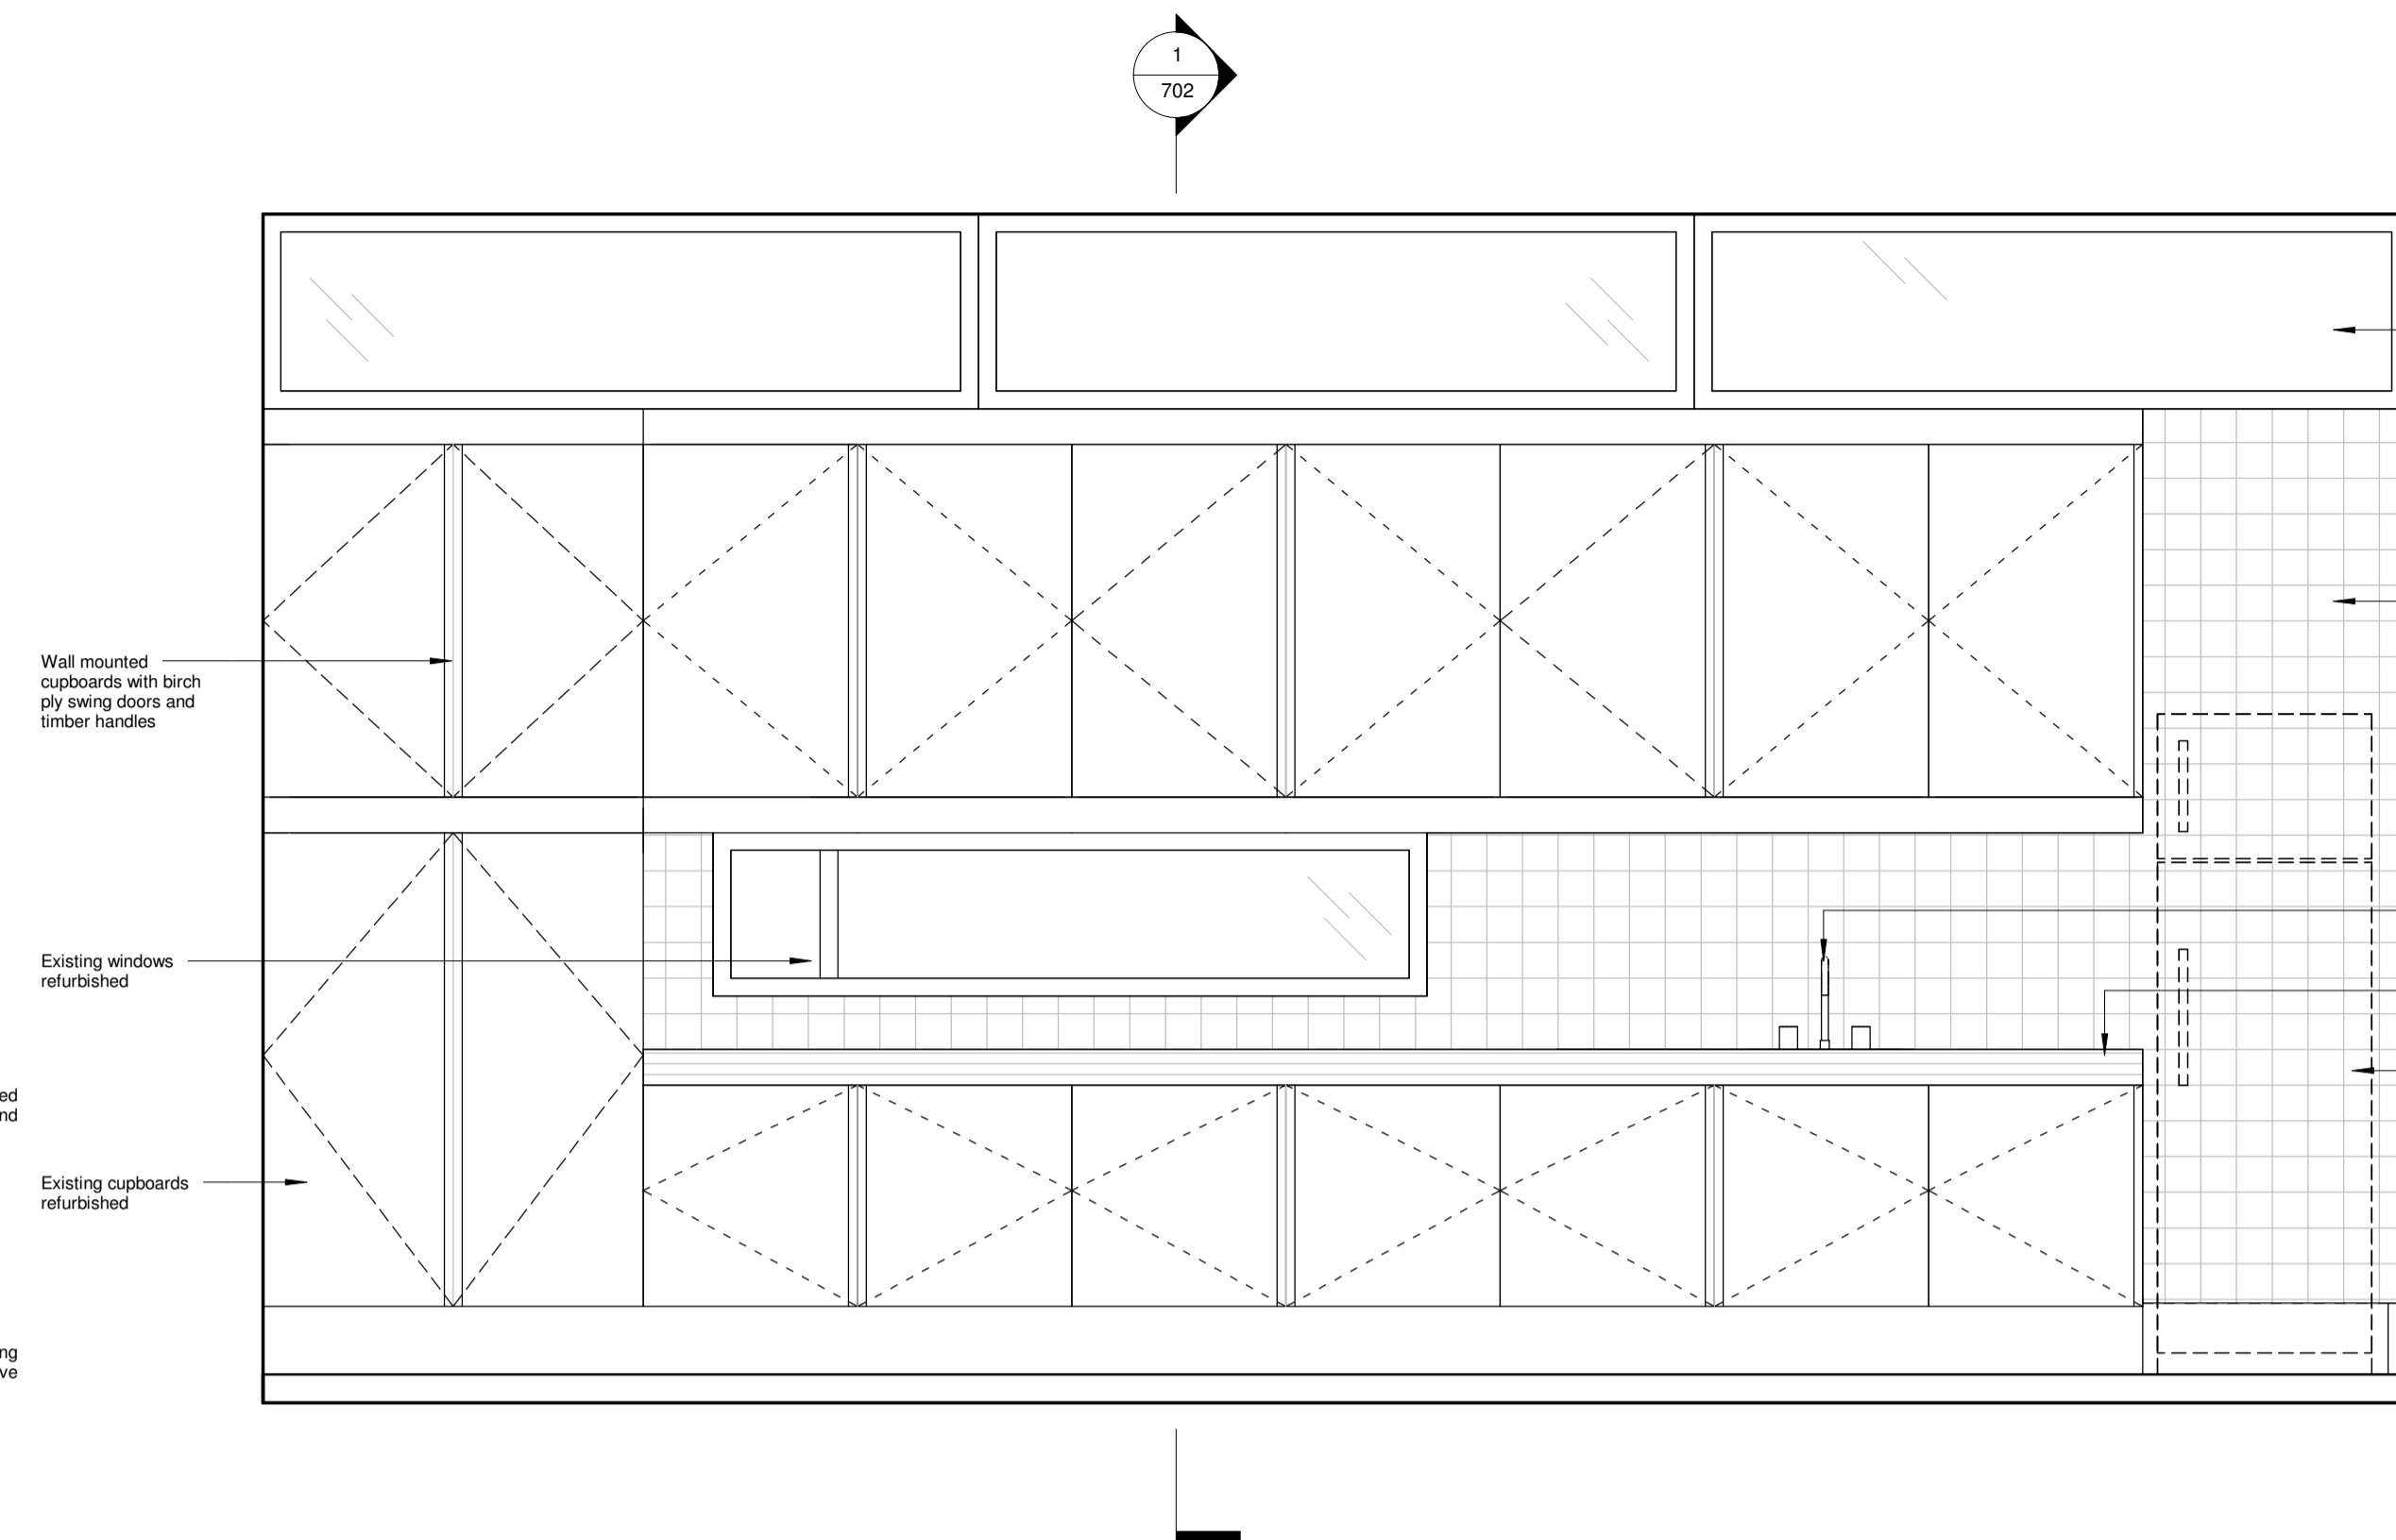 1
702
Wall mounted
cupboards with birch
ply swing doors and
timber handles
Existing windows
refurbished
ed
nd
Existing cupboards
refurbished
ng
ve